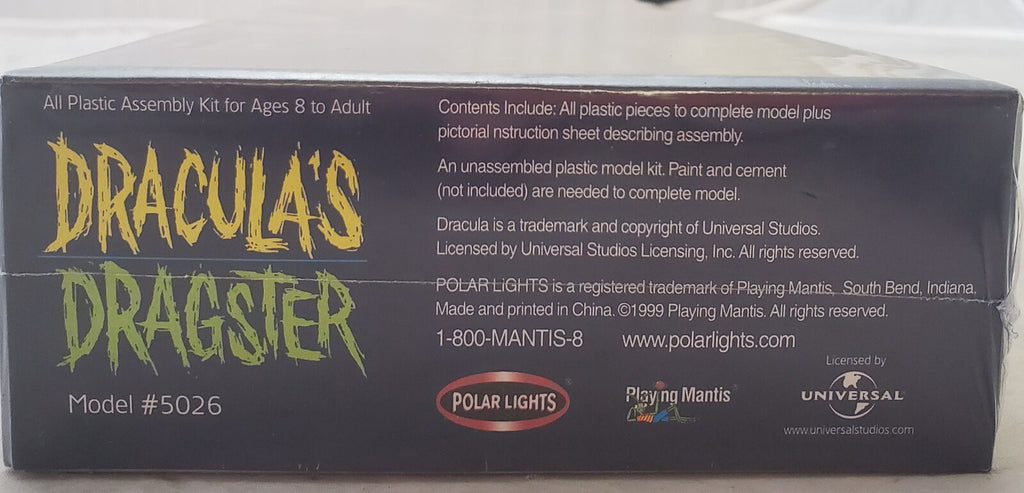 All Plastic Assembly Kit for Ages 8 to Adult
DRACULA'S
DRAGSTER
Model #5026
Contents Include: All plastic pieces to complete model plus
pictorial nstruction sheet describing assembly.
An unassembled plastic model kit. Paint and cement
(not included) are needed to complete model.
Dracula is a trademark and copyright of Universal Studios.
Licensed by Universal Studios Licensing, Inc. All rights reserved.
POLAR LiGHTS is a registered trademark of Playing Mantis, South Bend, Indiana.
Made and printed in China. ©1999 Playing Mantis. All rights reserved.
1-800-MANTIS-8 www.polarlights.com
POLAR LIGHTS ®
Playing Mantis ®
Licensed by
UNIVERSAL
www.universalstudios.com